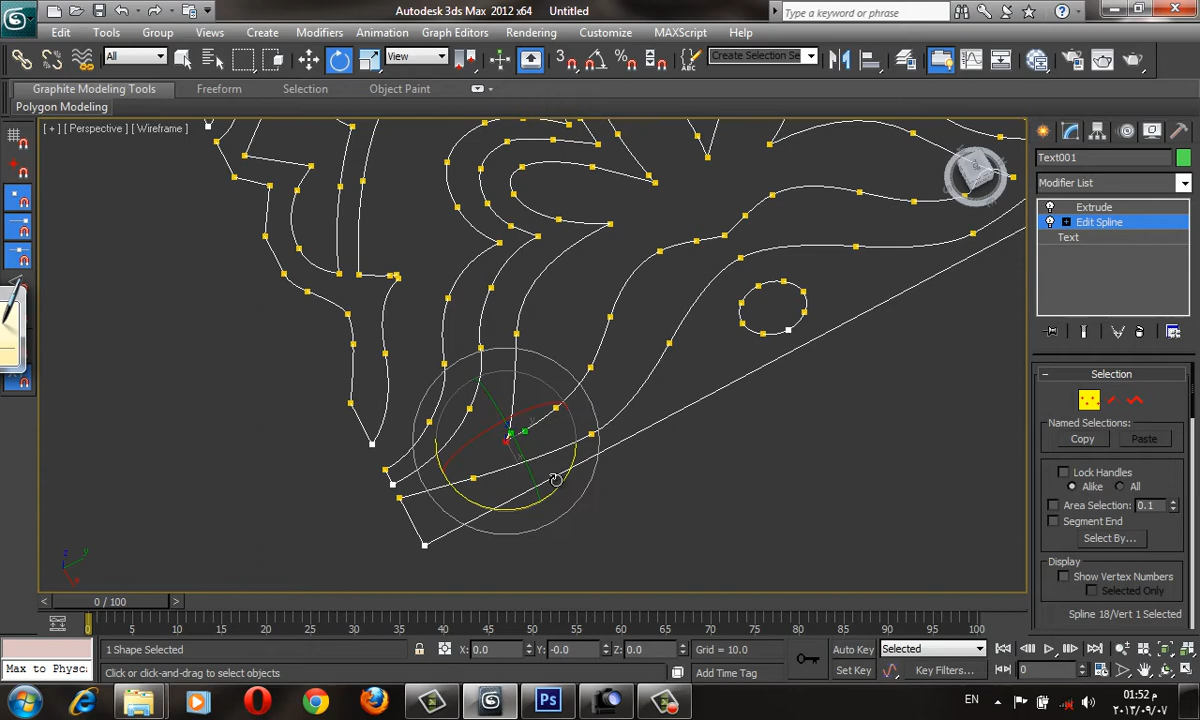 Autodesk 3ds Max 2012 x64 Untitled
Type a keyword or phrase
Edit Tools Group Views Create Modifiers Animation Graph Editors Rendering Customize MAXScript Help
All View Create Selection Se
Graphite Modeling Tools Freeform Selection Object Paint
Polygon Modeling
[ + ] [ Perspective ] [ Wireframe ]
Text001
Modifier List
Extrude
Edit Spline
Text
Selection
Named Selections:
Copy Paste
Lock Handles
Alike All
Area Selection: 0.1
Segment End
Select By...
Display
Show Vertex Numbers
Selected Only
Spline 18/Vert 1 Selected
0 / 100
0 5 10 15 20 25 30 35 40 45 50 55 60 65 70 75 80 85 90 95 100
1 Shape Selected X: 0.0 Y: -0.0 Z: 0.0 Grid = 10.0 Auto Key Selected
Max to Physc Click or click-and-drag to select objects Add Time Tag Set Key Key Filters... 0
EN
م 01:52
٢٠١٣/٠٩/٠٧